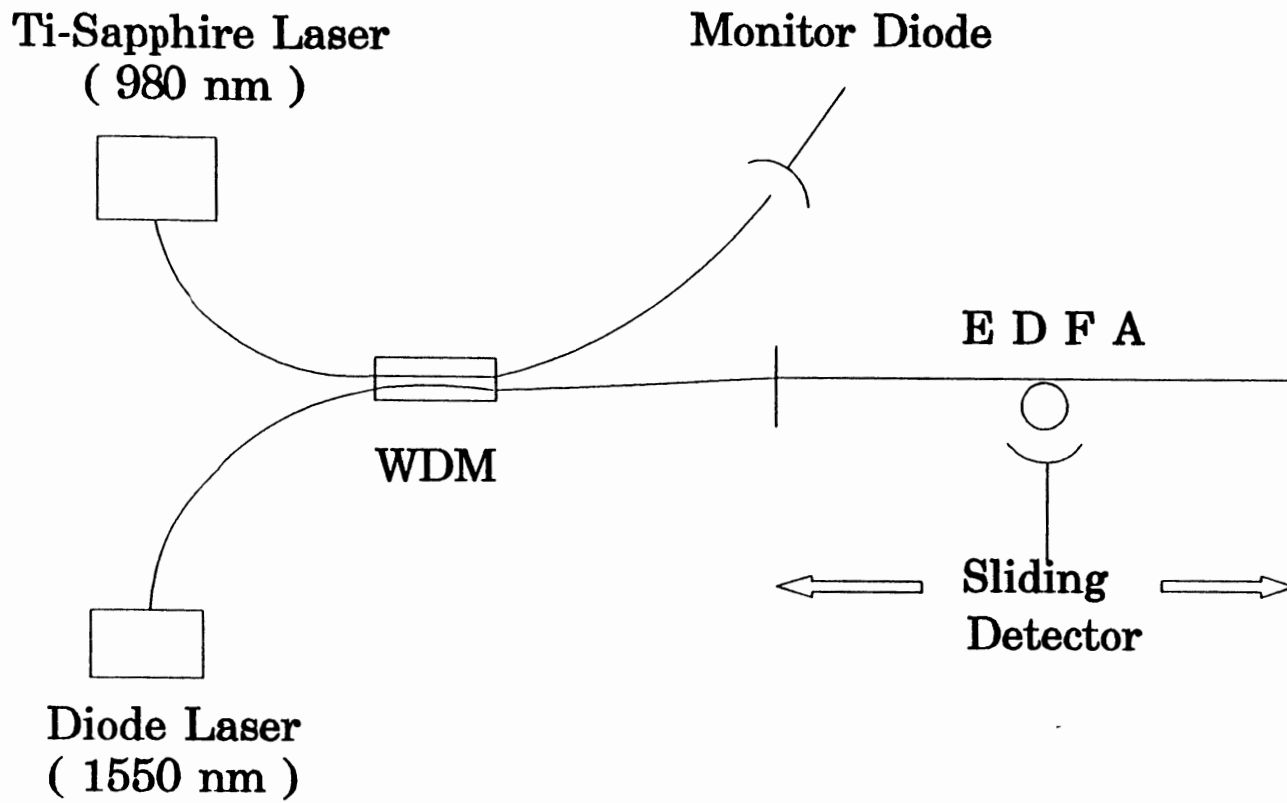 Ti-Sapphire Laser
( 980 nm )
Monitor Diode
E D F A
WDM
Sliding
Detector
Diode Laser
( 1550 nm )